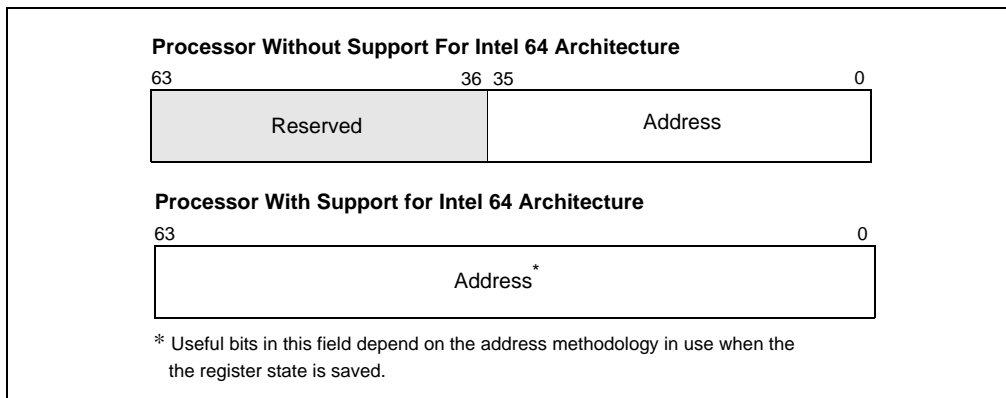 Processor Without Support For Intel 64 Architecture
63 36 35 0
Reserved Address
Processor With Support for Intel 64 Architecture
63 0
Address*
* Useful bits in this field depend on the address methodology in use when the
the register state is saved.